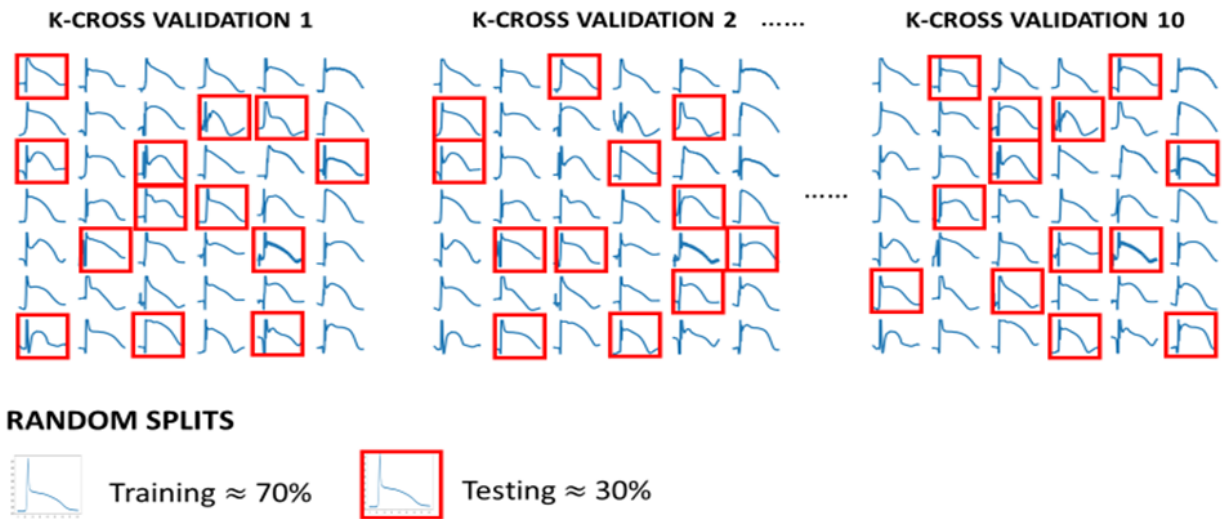 K-CROSS VALIDATION 1
K-CROSS VALIDATION 2 ......
K-CROSS VALIDATION 10
......
RANDOM SPLITS
Training ≈ 70%
Testing ≈ 30%